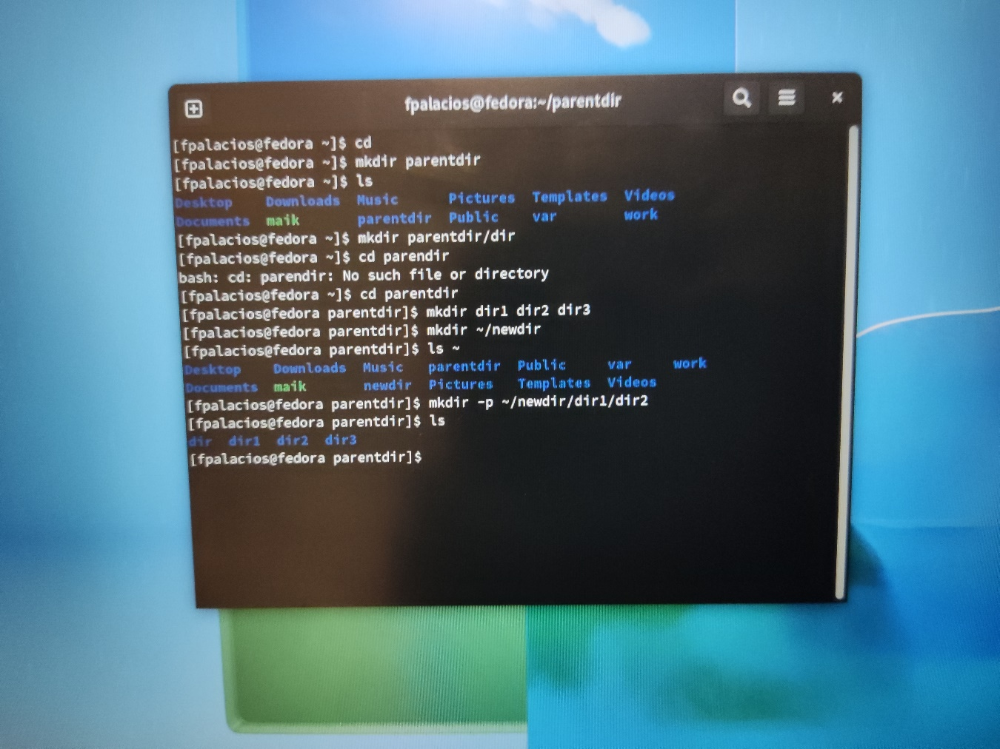 fpalacios@fedora:~/parentdir
[fpalacios@fedora ~]$ cd
[fpalacios@fedora ~]$ mkdir parentdir
[fpalacios@fedora ~]$ ls
Desktop Downloads Music Pictures Templates Videos
Documents maik parentdir Public var work
[fpalacios@fedora ~]$ mkdir parentdir/dir
[fpalacios@fedora ~]$ cd parendir
bash: cd: parendir: No such file or directory
[fpalacios@fedora ~]$ cd parentdir
[fpalacios@fedora parentdir]$ mkdir dir1 dir2 dir3
[fpalacios@fedora parentdir]$ mkdir ~/newdir
[fpalacios@fedora parentdir]$ ls ~
Desktop Downloads Music parentdir Public var work
Documents maik newdir Pictures Templates Videos
[fpalacios@fedora parentdir]$ mkdir -p ~/newdir/dir1/dir2
[fpalacios@fedora parentdir]$ ls
dir dir1 dir2 dir3
[fpalacios@fedora parentdir]$